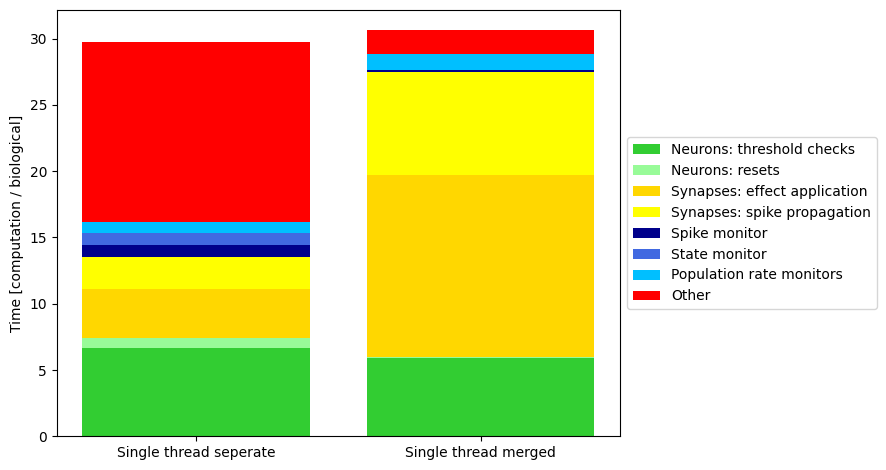 30
25
20
15
10
5
0
Time [computation / biological]
Single thread seperate
Single thread merged
Neurons: threshold checks
Neurons: resets
Synapses: effect application
Synapses: spike propagation
Spike monitor
State monitor
Population rate monitors
Other